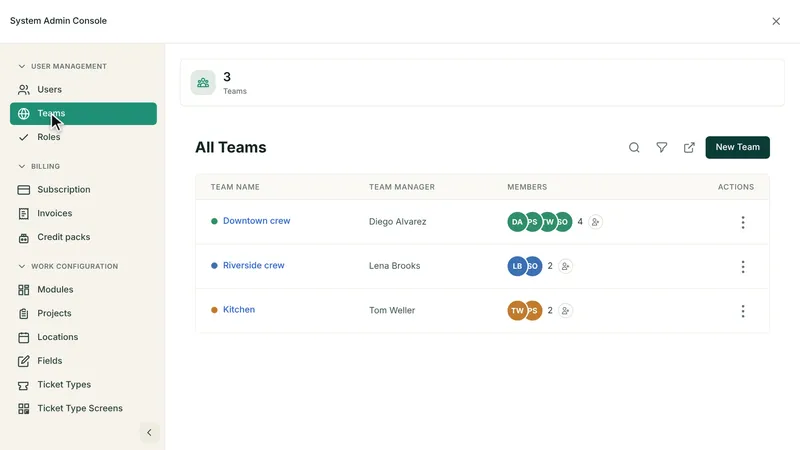 System Admin Console
USER MANAGEMENT
Users
Teams
Roles
BILLING
Subscription
Invoices
Credit packs
WORK CONFIGURATION
Modules
Projects
Locations
Fields
Ticket Types
Ticket Type Screens
3
Teams
All Teams
New Team
TEAM NAME TEAM MANAGER MEMBERS ACTIONS
Downtown crew Diego Alvarez DA PS TW SO 4
Riverside crew Lena Brooks LB SO 2
Kitchen Tom Weller TW PS 2